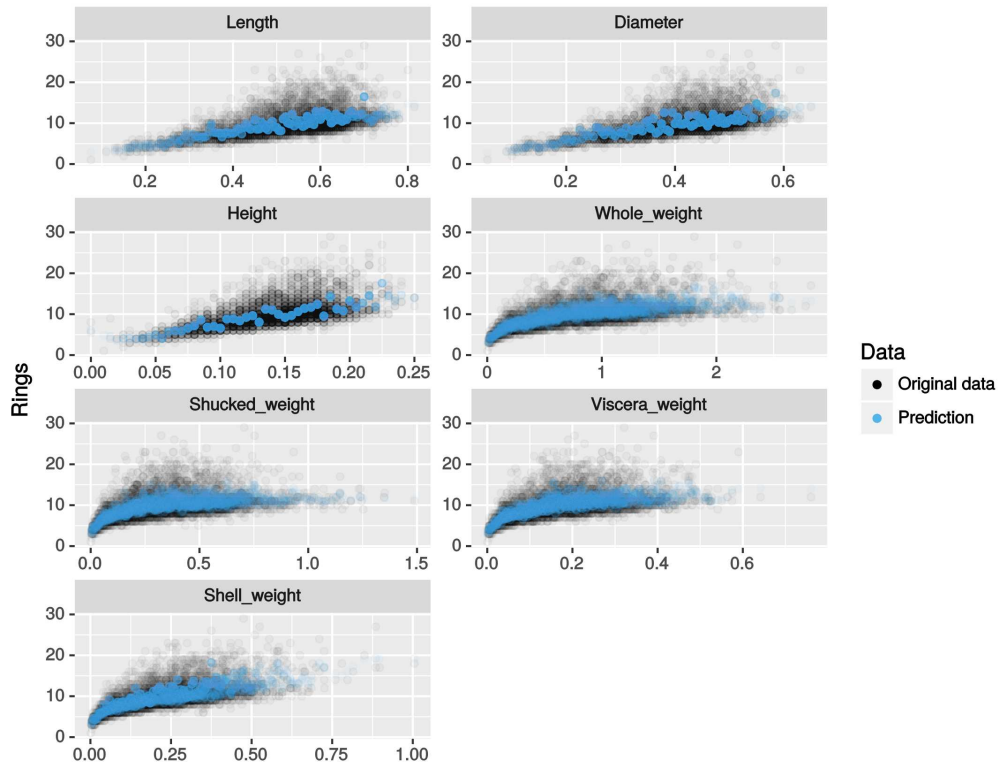 Length
Diameter
30
20
10
0
0.2 0.4 0.6 0.8
30
20
10
0
0.2 0.4 0.6
Height
Whole_weight
30
20
10
0
0.00 0.05 0.10 0.15 0.20 0.25
30
20
10
0
0 1 2
Rings
Shucked_weight
Viscera_weight
30
20
10
0
0.0 0.5 1.0 1.5
30
20
10
0
0.0 0.2 0.4 0.6
Shell_weight
30
20
10
0
0.00 0.25 0.50 0.75 1.00
Data
Original data
Prediction